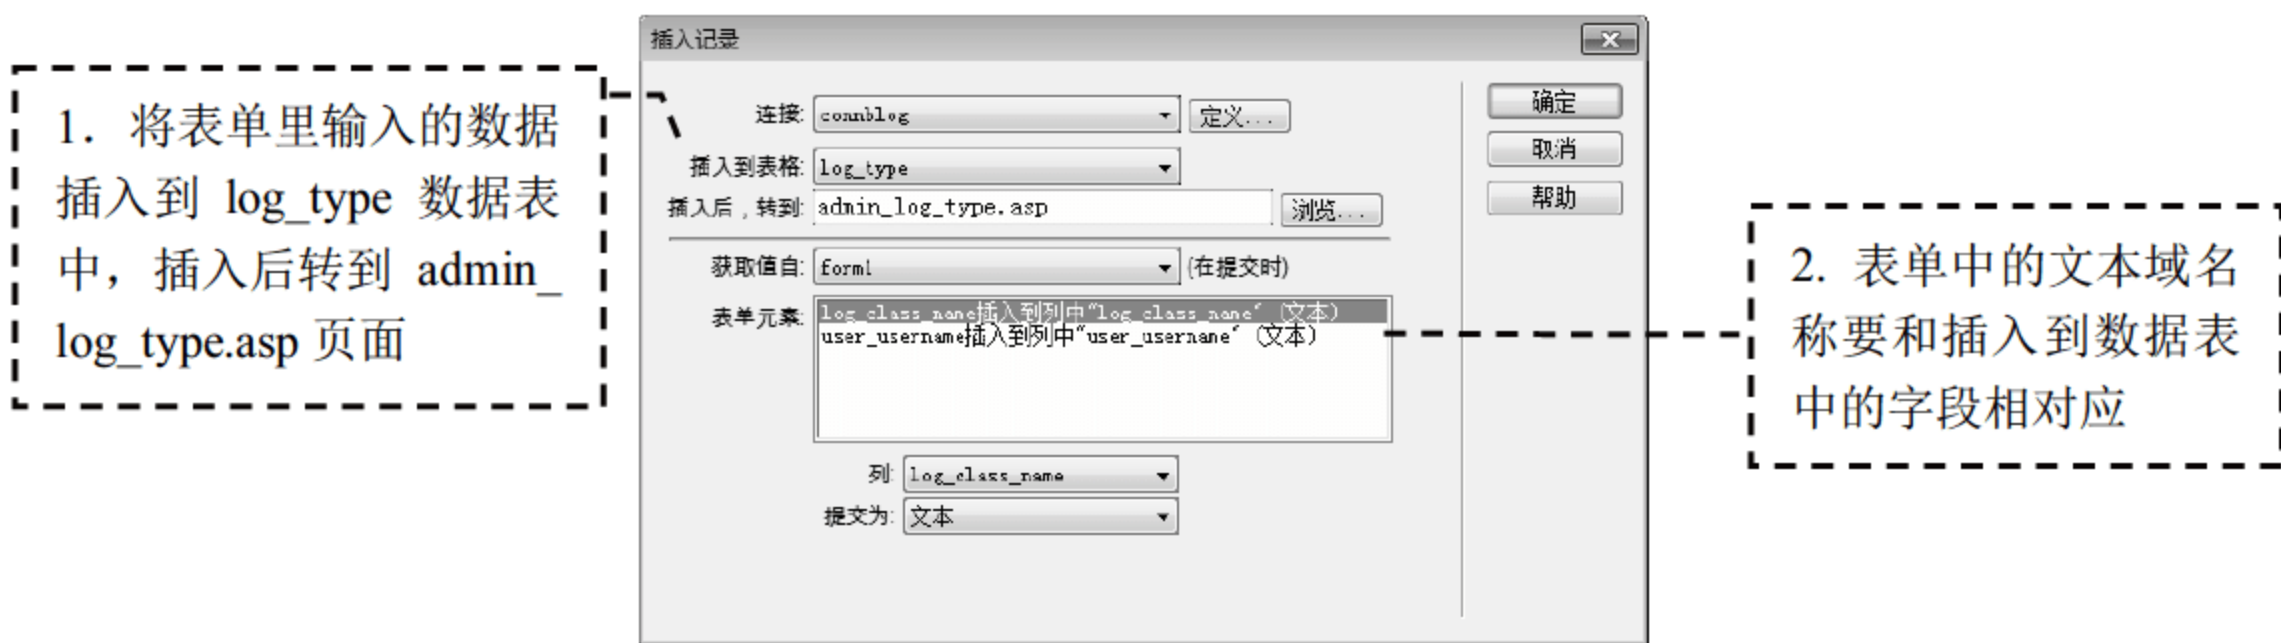 1. 将表单里输入的数据
插入到 log_type 数据表
中，插入后转到 admin_
log_type.asp 页面
插入记录
连接: connblog 定义...
插入到表格: log_type
插入后，转到: admin_log_type.asp 浏览...
获取值自: form1 (在提交时)
表单元素: log_class_name插入到列中"log_class_name" (文本)
user_username插入到列中"user_username" (文本)
列: log_class_name
提交为: 文本
确定
取消
帮助
2. 表单中的文本域名
称要和插入到数据表
中的字段相对应